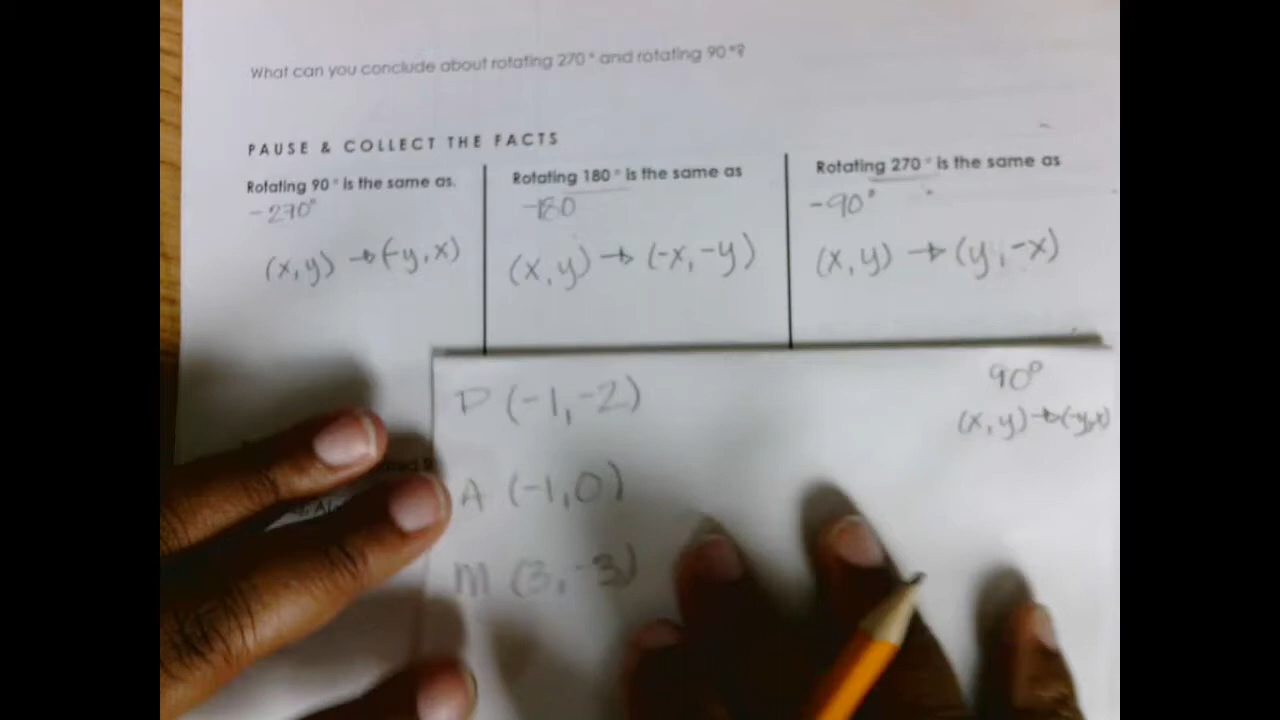 What can you conclude about rotating 270° and rotating 90°?
PAUSE & COLLECT THE FACTS
Rotating 90° is the same as.
-270°
(x,y) → (-y,x)
Rotating 180° is the same as
-180
(x,y) → (-x,-y)
Rotating 270° is the same as
-90°
(x,y) → (y,-x)
90°
(x,y) → (-y,x)
P (-1,-2)
A (-1,0)
M (3,-3)